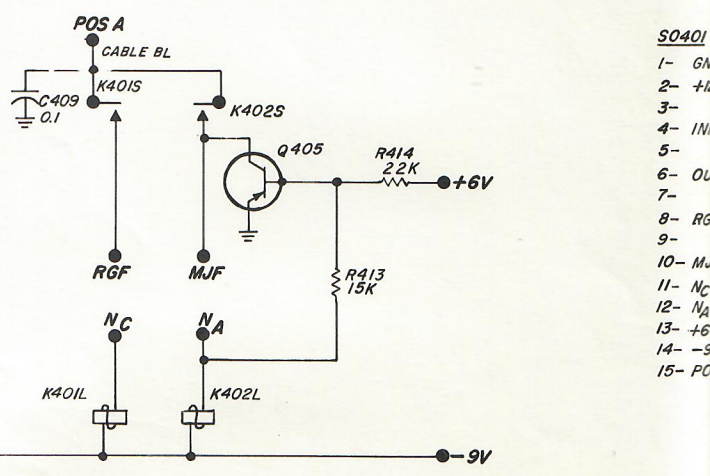 POS A
CABLE BL
K401S
C409
0.1
K402S
Q405
R414
22K
+6V
RGF
MJF
R413
15K
NC
NA
K401L
K402L
-9V
SO401
1- GN
2- +12
3-
4- IN
5-
6- OU
7-
8- RG
9-
10- MJ
11- NC
12- NA
13- +6
14- -9
15- PO